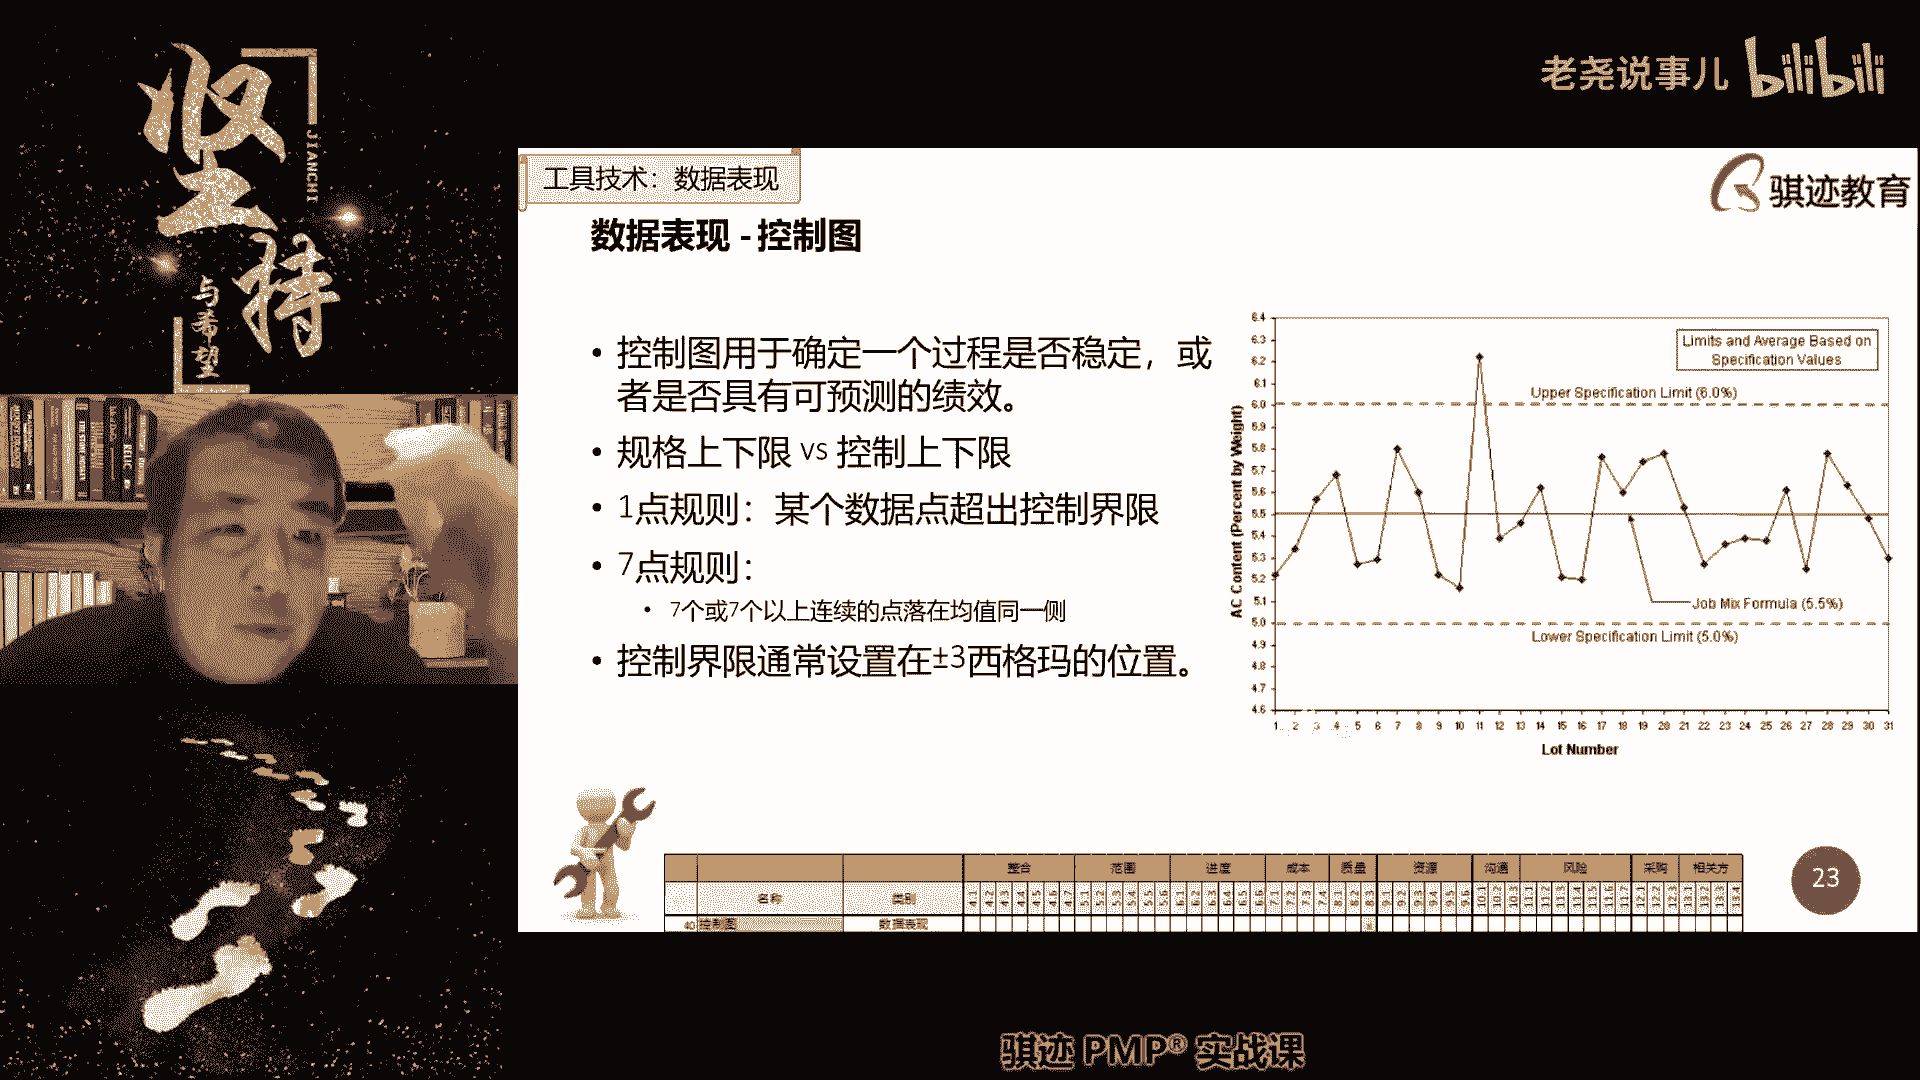 坚持
JIANCHI
与希望
老尧说事儿 bilibili
工具技术：数据表现
骐迹教育
数据表现 - 控制图
• 控制图用于确定一个过程是否稳定，或
者是否具有可预测的绩效。
• 规格上下限 vs 控制上下限
• 1点规则：某个数据点超出控制界限
• 7点规则：
• 7个或7个以上连续的点落在均值同一侧
• 控制界限通常设置在±3西格玛的位置。
Limits and Average Based on
Specification Values
Upper Specification Limit (6.0%)
Job Mix Formula (5.5%)
Lower Specification Limit (5.0%)
AC Content (Percent by Weight)
6.4
6.3
6.2
6.1
6.0
5.9
5.8
5.7
5.6
5.5
5.4
5.3
5.2
5.1
5.0
4.9
4.8
4.7
4.6
1 2 3 4 5 6 7 8 9 10 11 12 13 14 15 16 17 18 19 20 21 22 23 24 25 26 27 28 29 30 31
Lot Number
整合 范围 进度 成本 质量 资源 沟通 风险 采购 相关方
名称 类别
40 控制图 数据表现
23
骐迹 PMP® 实战课